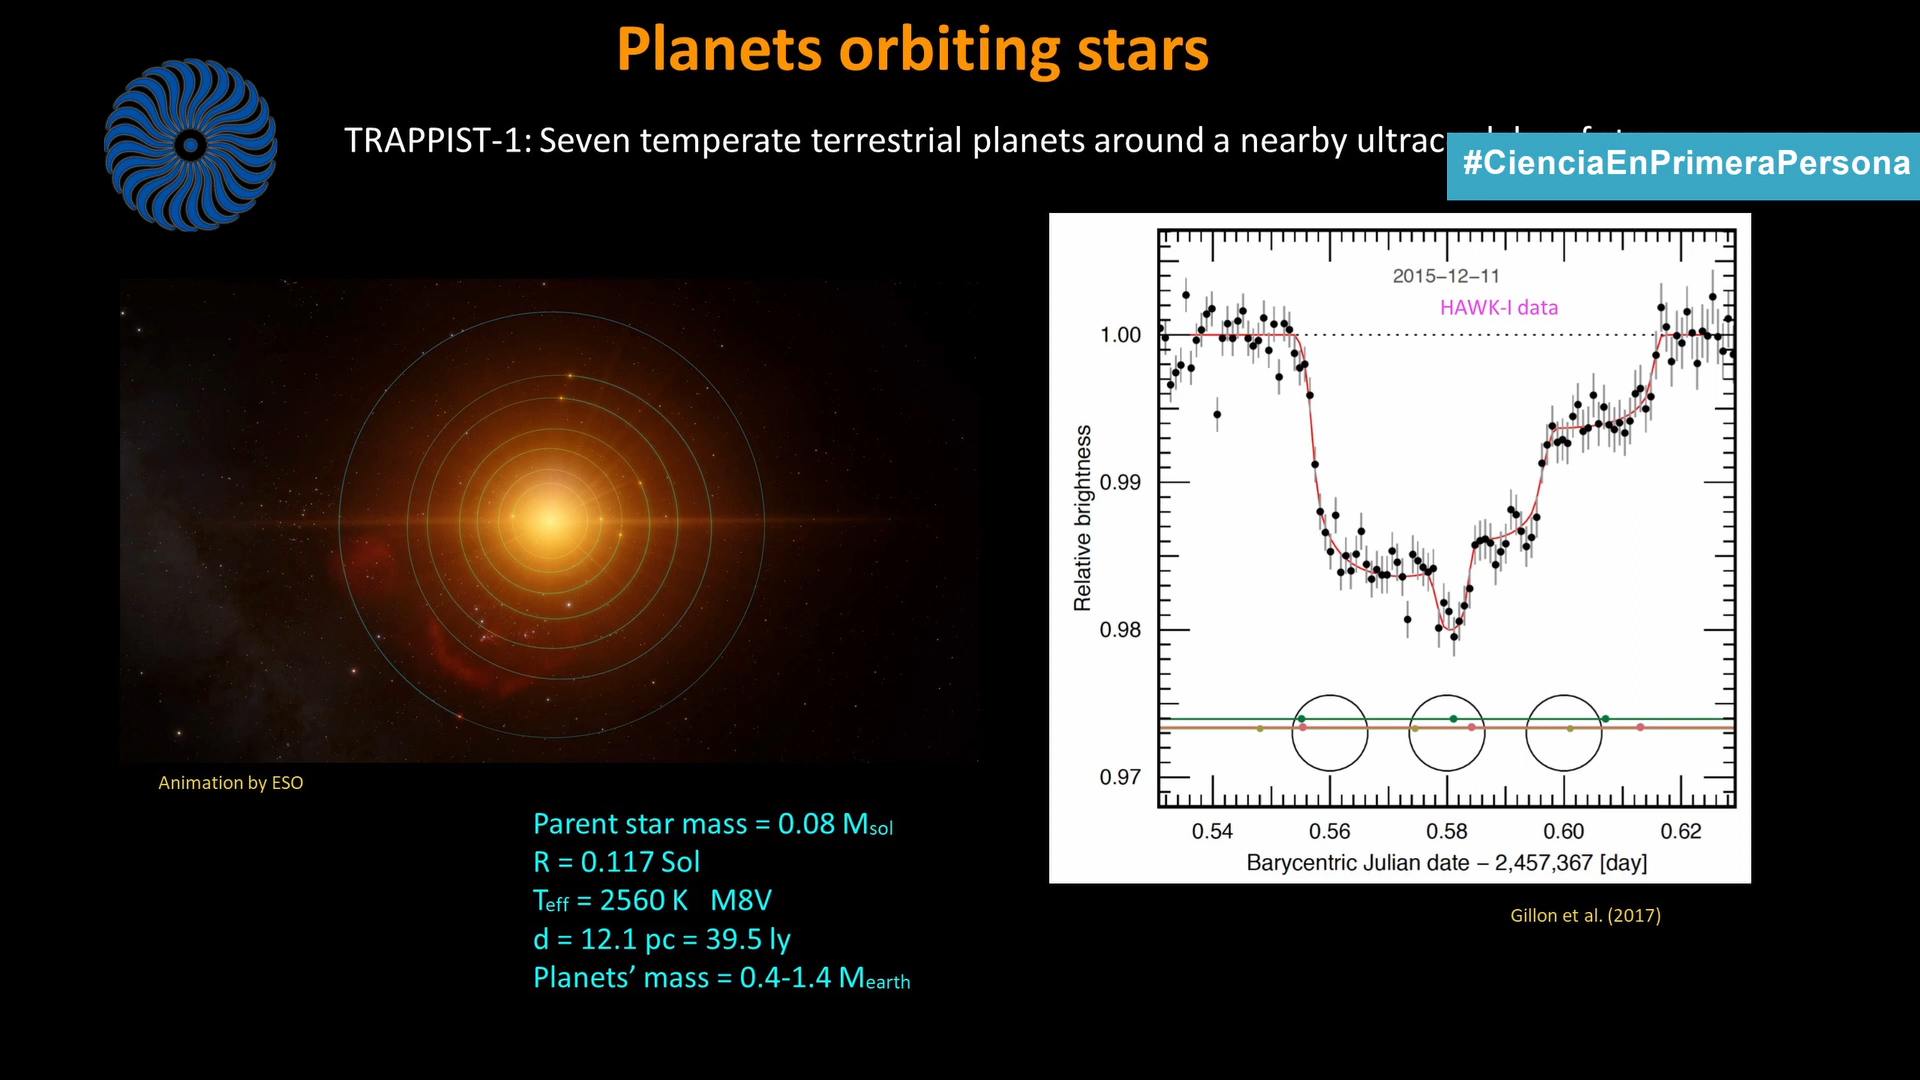 Planets orbiting stars
TRAPPIST-1: Seven temperate terrestrial planets around a nearby
#CienciaEnPrimeraPersona
2015–12–11
HAWK-I data
1.00
0.99
0.98
0.97
Relative brightness
0.54 0.56 0.58 0.60 0.62
Barycentric Julian date – 2,457,367 [day]
Gillon et al. (2017)
Animation by ESO
Parent star mass = 0.08 Msol
R = 0.117 Sol
Teff = 2560 K M8V
d = 12.1 pc = 39.5 ly
Planets’ mass = 0.4-1.4 Mearth